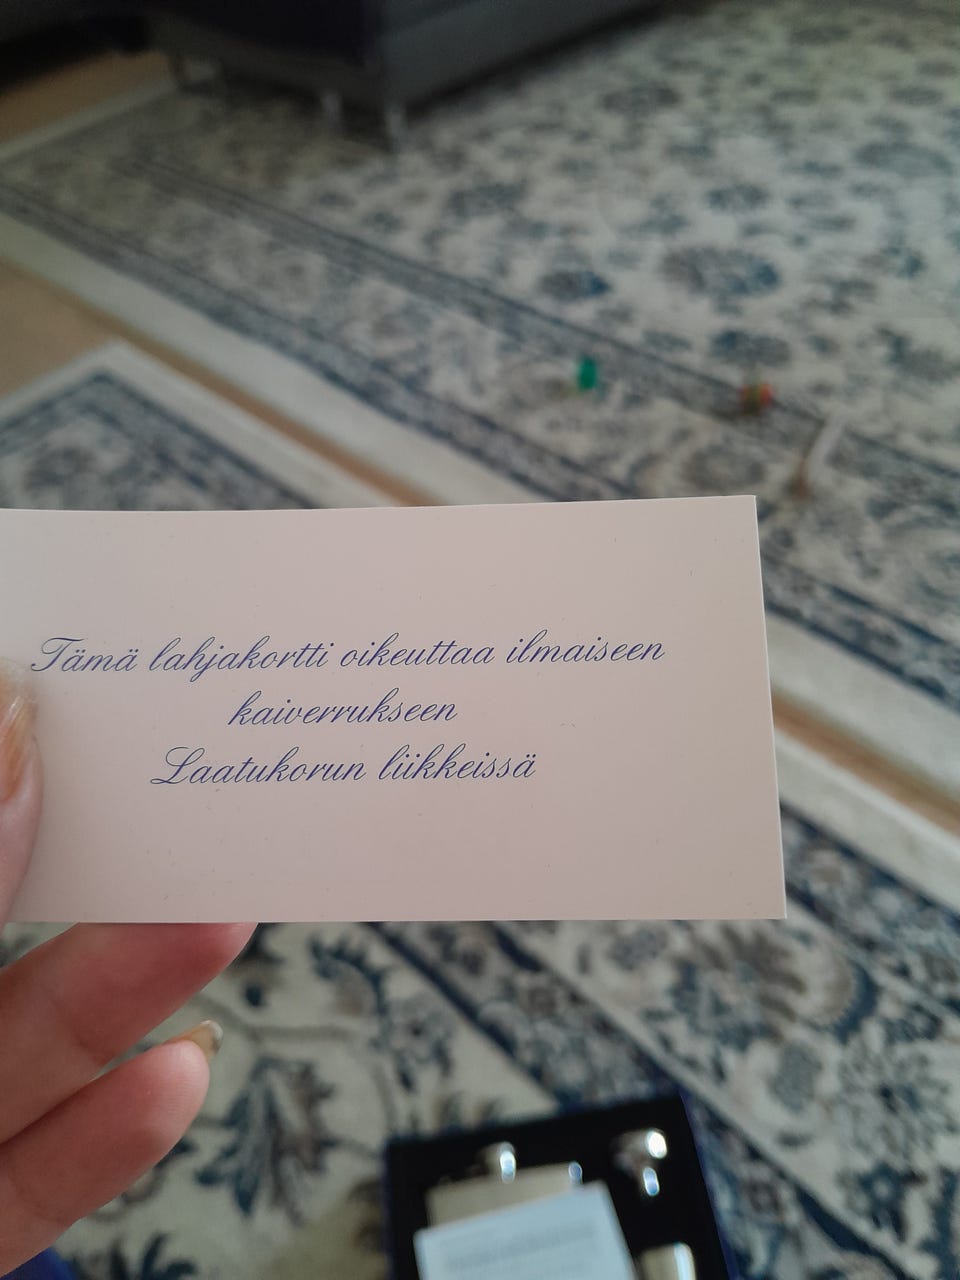 Tämä lahjakortti oikeuttaa ilmaiseen
kaiverrukseen
Laatukorun liikkeissä